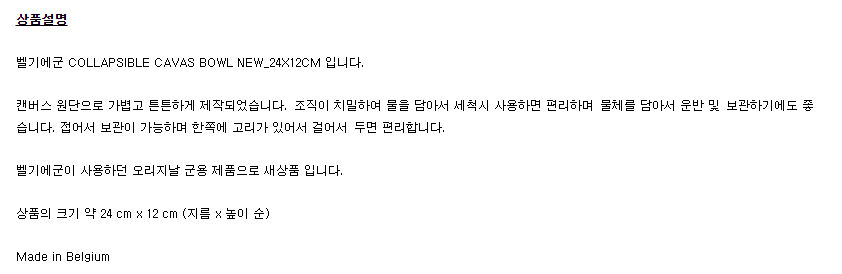 상품설명
벨기에군 COLLAPSIBLE CAVAS BOWL NEW_24X12CM 입니다.
캔버스 원단으로 가볍고 튼튼하게 제작되었습니다. 조직이 치밀하여 물을 담아서 세척시 사용하면 편리하며 물체를 담아서 운반 및 보관하기에도 좋
습니다. 접어서 보관이 가능하며 한쪽에 고리가 있어서 걸어서 두면 편리합니다.
벨기에군이 사용하던 오리지날 군용 제품으로 새상품 입니다.
상품의 크기 약 24 cm x 12 cm (지름 x 높이 순)
Made in Belgium